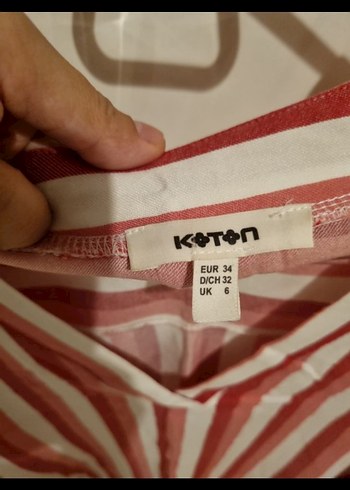 KOTON
EUR 34
D/CH 32
UK 6